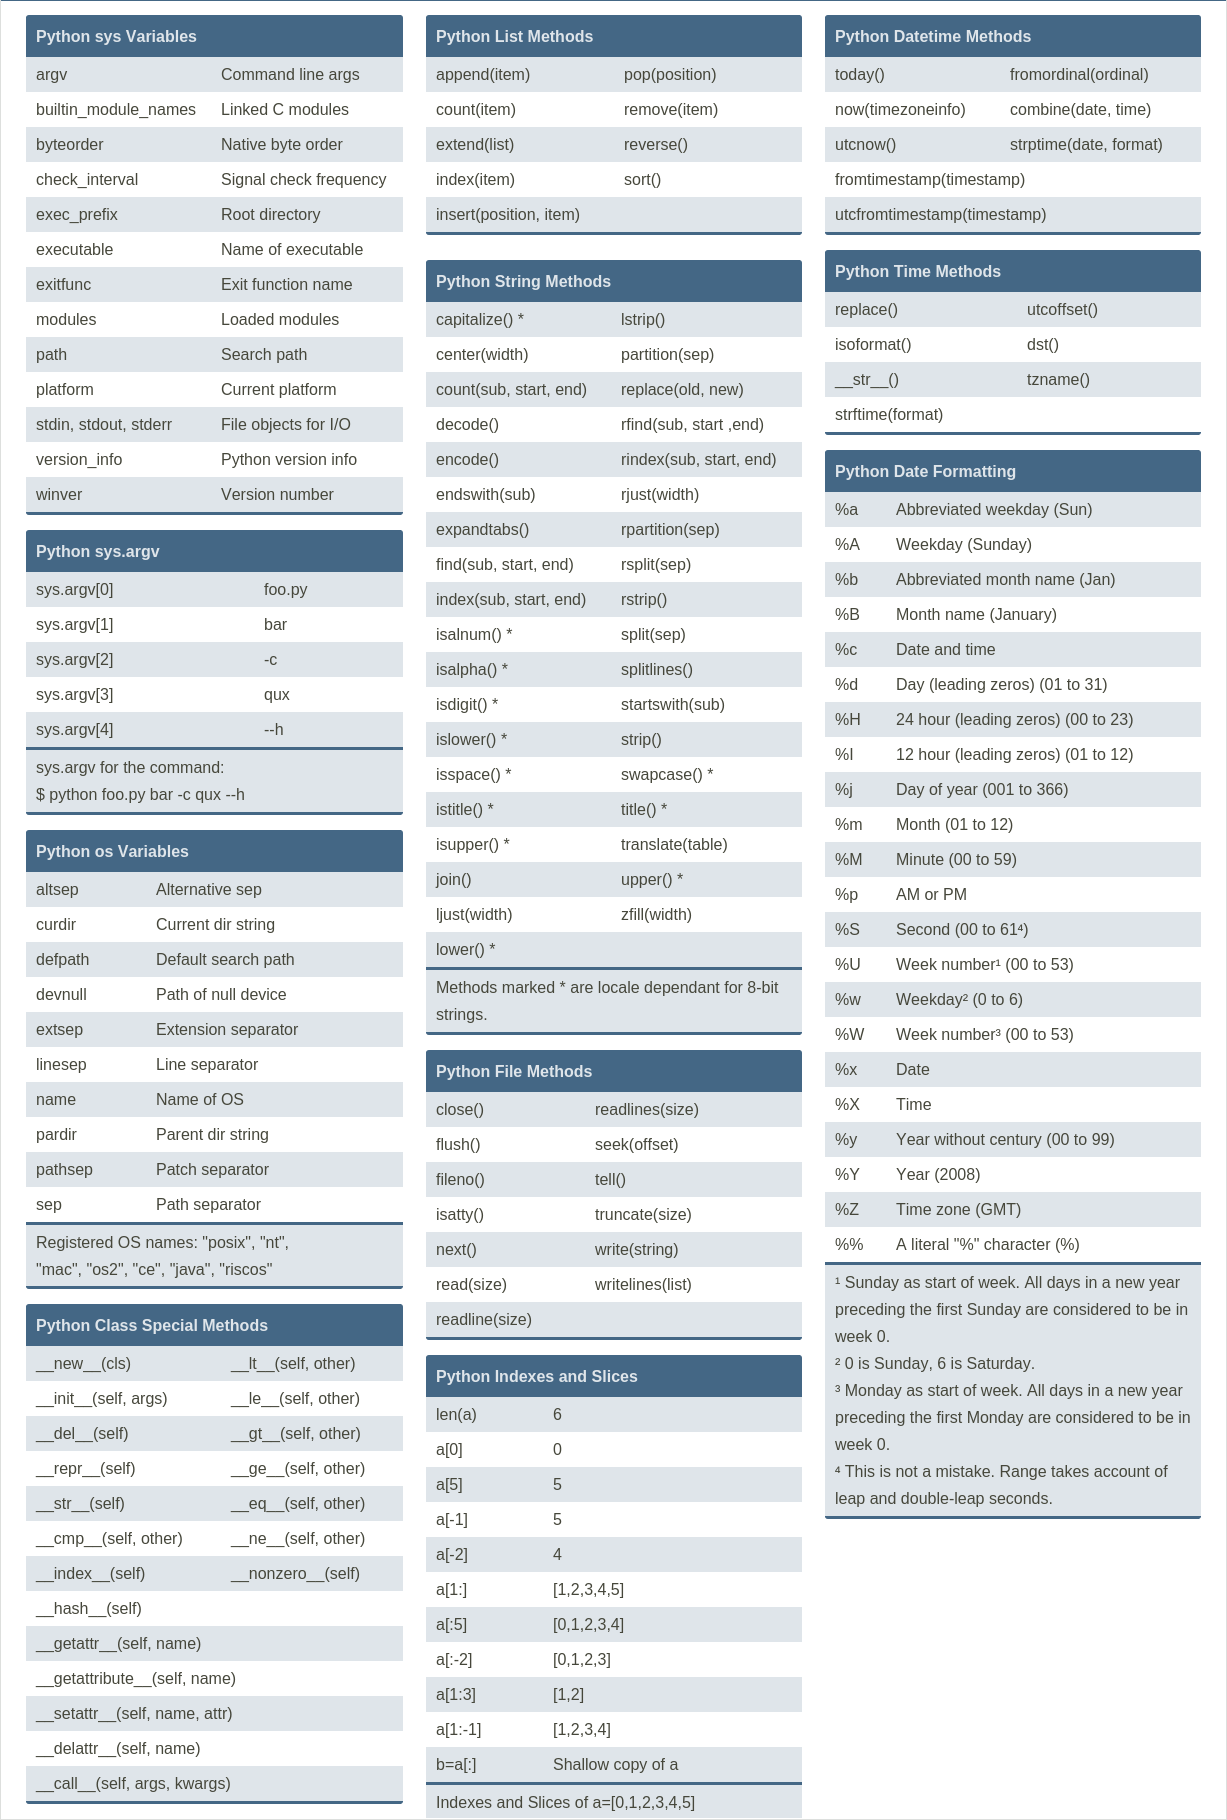 Python sys Variables
argv Command line args
builtin_module_names Linked C modules
byteorder Native byte order
check_interval Signal check frequency
exec_prefix Root directory
executable Name of executable
exitfunc Exit function name
modules Loaded modules
path Search path
platform Current platform
stdin, stdout, stderr File objects for I/O
version_info Python version info
winver Version number
Python sys.argv
sys.argv[0] foo.py
sys.argv[1] bar
sys.argv[2] -c
sys.argv[3] qux
sys.argv[4] --h
sys.argv for the command:
$ python foo.py bar -c qux --h
Python os Variables
altsep Alternative sep
curdir Current dir string
defpath Default search path
devnull Path of null device
extsep Extension separator
linesep Line separator
name Name of OS
pardir Parent dir string
pathsep Patch separator
sep Path separator
Registered OS names: "posix", "nt",
"mac", "os2", "ce", "java", "riscos"
Python Class Special Methods
__new__(cls) __lt__(self, other)
__init__(self, args) __le__(self, other)
__del__(self) __gt__(self, other)
__repr__(self) __ge__(self, other)
__str__(self) __eq__(self, other)
__cmp__(self, other) __ne__(self, other)
__index__(self) __nonzero__(self)
__hash__(self)
__getattr__(self, name)
__getattribute__(self, name)
__setattr__(self, name, attr)
__delattr__(self, name)
__call__(self, args, kwargs)
Python List Methods
append(item) pop(position)
count(item) remove(item)
extend(list) reverse()
index(item) sort()
insert(position, item)
Python String Methods
capitalize() * lstrip()
center(width) partition(sep)
count(sub, start, end) replace(old, new)
decode() rfind(sub, start ,end)
encode() rindex(sub, start, end)
endswith(sub) rjust(width)
expandtabs() rpartition(sep)
find(sub, start, end) rsplit(sep)
index(sub, start, end) rstrip()
isalnum() * split(sep)
isalpha() * splitlines()
isdigit() * startswith(sub)
islower() * strip()
isspace() * swapcase() *
istitle() * title() *
isupper() * translate(table)
join() upper() *
ljust(width) zfill(width)
lower() *
Methods marked * are locale dependant for 8-bit
strings.
Python File Methods
close() readlines(size)
flush() seek(offset)
fileno() tell()
isatty() truncate(size)
next() write(string)
read(size) writelines(list)
readline(size)
Python Indexes and Slices
len(a) 6
a[0] 0
a[5] 5
a[-1] 5
a[-2] 4
a[1:] [1,2,3,4,5]
a[:5] [0,1,2,3,4]
a[:-2] [0,1,2,3]
a[1:3] [1,2]
a[1:-1] [1,2,3,4]
b=a[:] Shallow copy of a
Indexes and Slices of a=[0,1,2,3,4,5]
Python Datetime Methods
today() fromordinal(ordinal)
now(timezoneinfo) combine(date, time)
utcnow() strptime(date, format)
fromtimestamp(timestamp)
utcfromtimestamp(timestamp)
Python Time Methods
replace() utcoffset()
isoformat() dst()
__str__() tzname()
strftime(format)
Python Date Formatting
%a Abbreviated weekday (Sun)
%A Weekday (Sunday)
%b Abbreviated month name (Jan)
%B Month name (January)
%c Date and time
%d Day (leading zeros) (01 to 31)
%H 24 hour (leading zeros) (00 to 23)
%I 12 hour (leading zeros) (01 to 12)
%j Day of year (001 to 366)
%m Month (01 to 12)
%M Minute (00 to 59)
%p AM or PM
%S Second (00 to 61⁴)
%U Week number¹ (00 to 53)
%w Weekday² (0 to 6)
%W Week number³ (00 to 53)
%x Date
%X Time
%y Year without century (00 to 99)
%Y Year (2008)
%Z Time zone (GMT)
%% A literal "%" character (%)
¹ Sunday as start of week. All days in a new year
preceding the first Sunday are considered to be in
week 0.
² 0 is Sunday, 6 is Saturday.
³ Monday as start of week. All days in a new year
preceding the first Monday are considered to be in
week 0.
⁴ This is not a mistake. Range takes account of
leap and double-leap seconds.